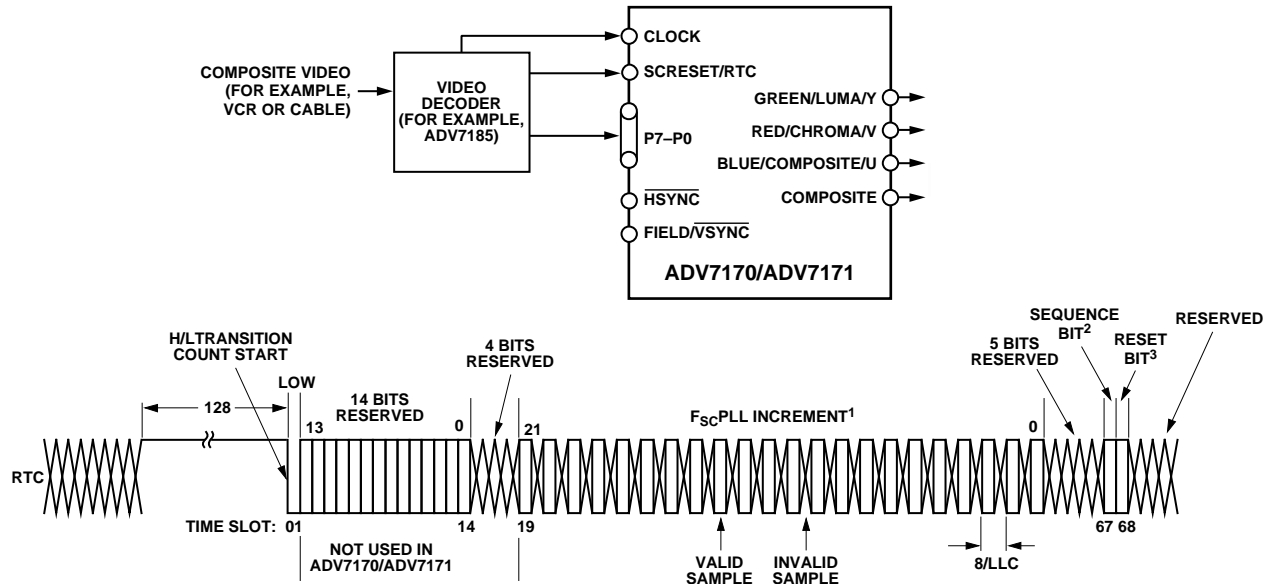 COMPOSITE VIDEO
(FOR EXAMPLE,
VCR OR CABLE)
VIDEO
DECODER
(FOR EXAMPLE,
ADV7185)
CLOCK
SCRESET/RTC
P7–P0
HSYNC
FIELD/VSYNC
GREEN/LUMA/Y
RED/CHROMA/V
BLUE/COMPOSITE/U
COMPOSITE
ADV7170/ADV7171
H/LTRANSITION
COUNT START
LOW
128
13
14 BITS
RESERVED
0
4 BITS
RESERVED
21
FSCPLL INCREMENT1
0
5 BITS
RESERVED
SEQUENCE
BIT2
RESET
BIT3
RESERVED
RTC
TIME SLOT:
01
14
19
67
68
NOT USED IN
ADV7170/ADV7171
VALID
SAMPLE
INVALID
SAMPLE
8/LLC